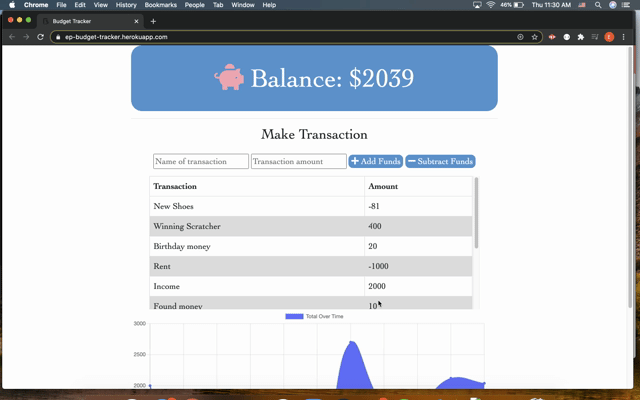 Chrome File Edit View History Bookmarks People Tab Window Help 46% Thu 11:30 AM
Budget Tracker
ep-budget-tracker.herokuapp.com
Balance: $2039
Make Transaction
Name of transaction Transaction amount + Add Funds − Subtract Funds
Transaction Amount
New Shoes -81
Winning Scratcher 400
Birthday money 20
Rent -1000
Income 2000
Found money 10
Total Over Time
3000
2500
2000